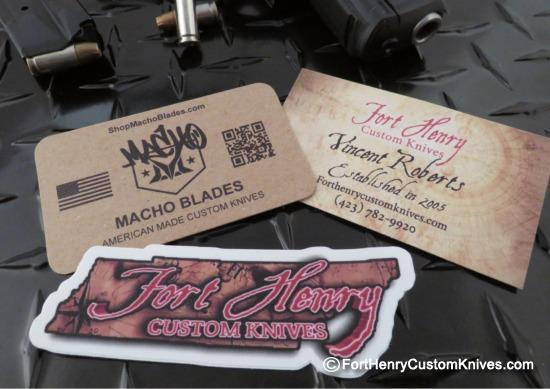 ShopMachoBlades.com
MACHO
MACHO BLADES
AMERICAN MADE CUSTOM KNIVES
Fort Henry
Custom Knives
Vincent Roberts
Established in 2005
Forthenrycustomknives.com
(423) 782-9920
Fort Henry
CUSTOM KNIVES
©FortHenryCustomKnives.com